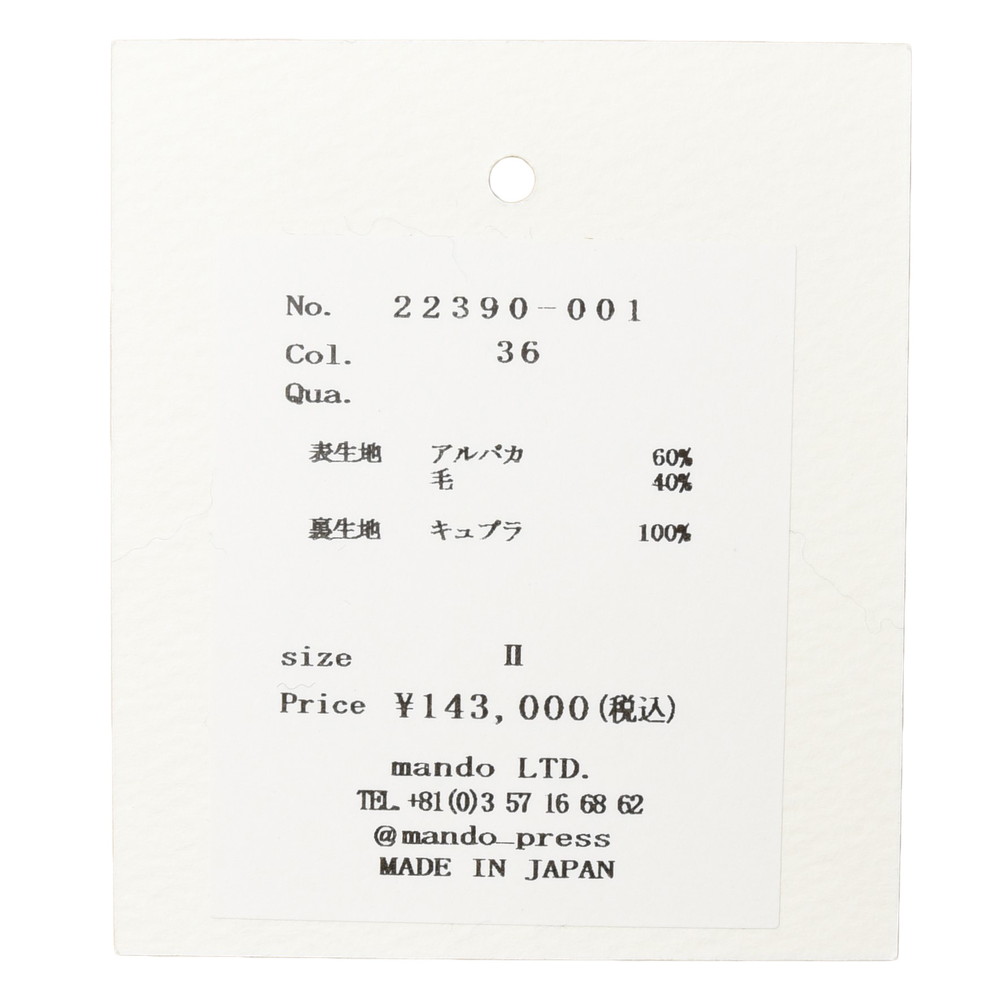 No. 22390-001
Col. 36
Qua.
表生地 アルパカ 60%
毛 40%
裏生地 キュプラ 100%
size Ⅱ
Price ¥143,000(税込)
mando LTD.
TEL. +81(0)3 57 16 68 62
@mando_press
MADE IN JAPAN